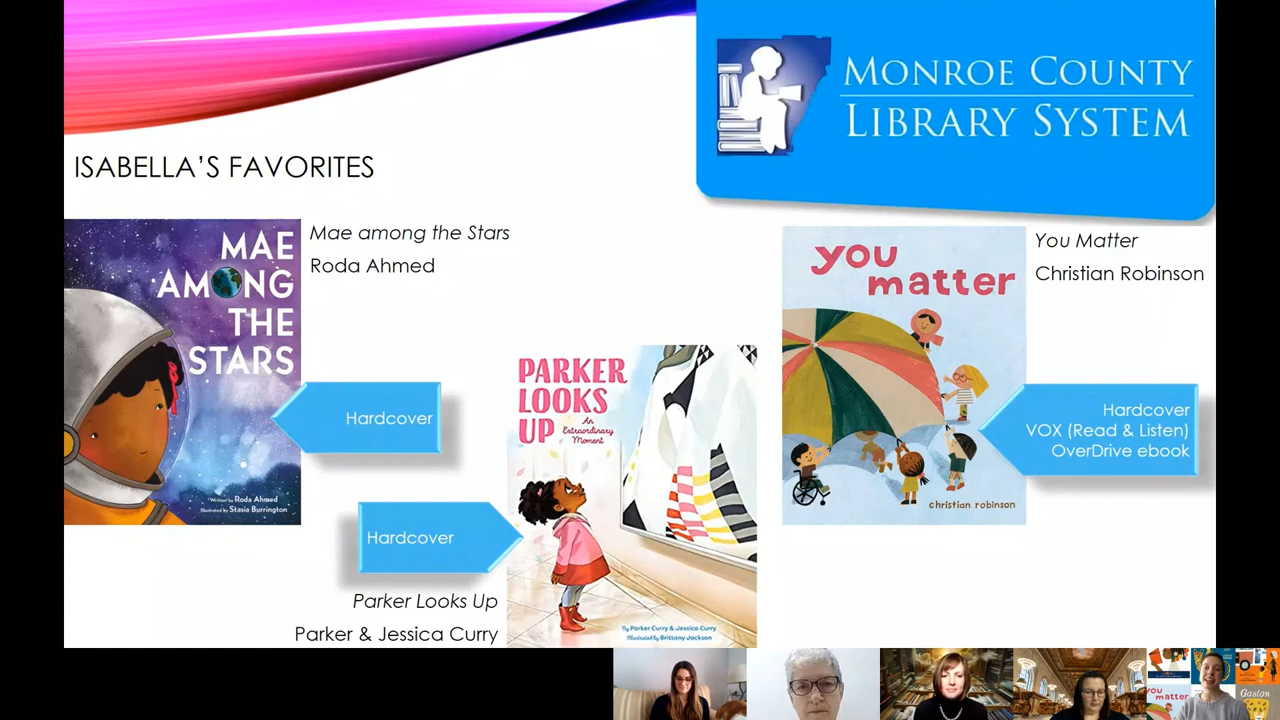 MONROE COUNTY
LIBRARY SYSTEM
ISABELLA'S FAVORITES
MAE
AMONG
THE
STARS
Written by Roda Ahmed
Illustrated by Stasia Burrington
Mae among the Stars
Roda Ahmed
Hardcover
PARKER
LOOKS
UP
An
Extraordinary
Moment
By Parker Curry & Jessica Curry
Illustrated by Brittany Jackson
Hardcover
Parker Looks Up
Parker & Jessica Curry
you
matter
christian robinson
You Matter
Christian Robinson
Hardcover
VOX (Read & Listen)
OverDrive ebook
you
matter
Gaston